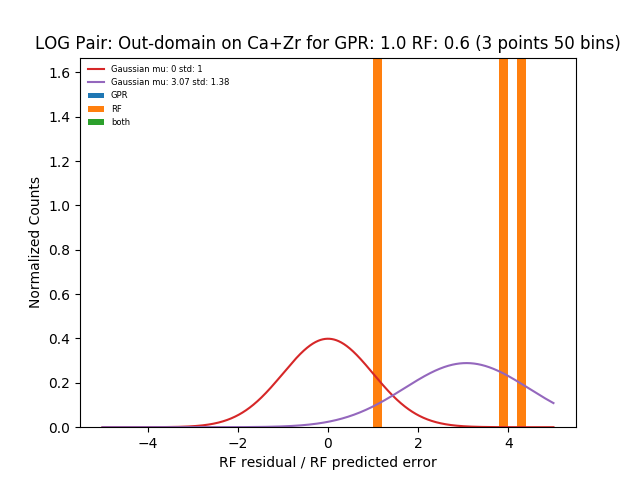 LOG Pair: Out-domain on Ca+Zr for GPR: 1.0 RF: 0.6 (3 points 50 bins)
Gaussian mu: 0 std: 1
Gaussian mu: 3.07 std: 1.38
GPR
RF
both
1.6
1.4
1.2
1.0
0.8
0.6
0.4
0.2
0.0
Normalized Counts
−4 −2 0 2 4
RF residual / RF predicted error